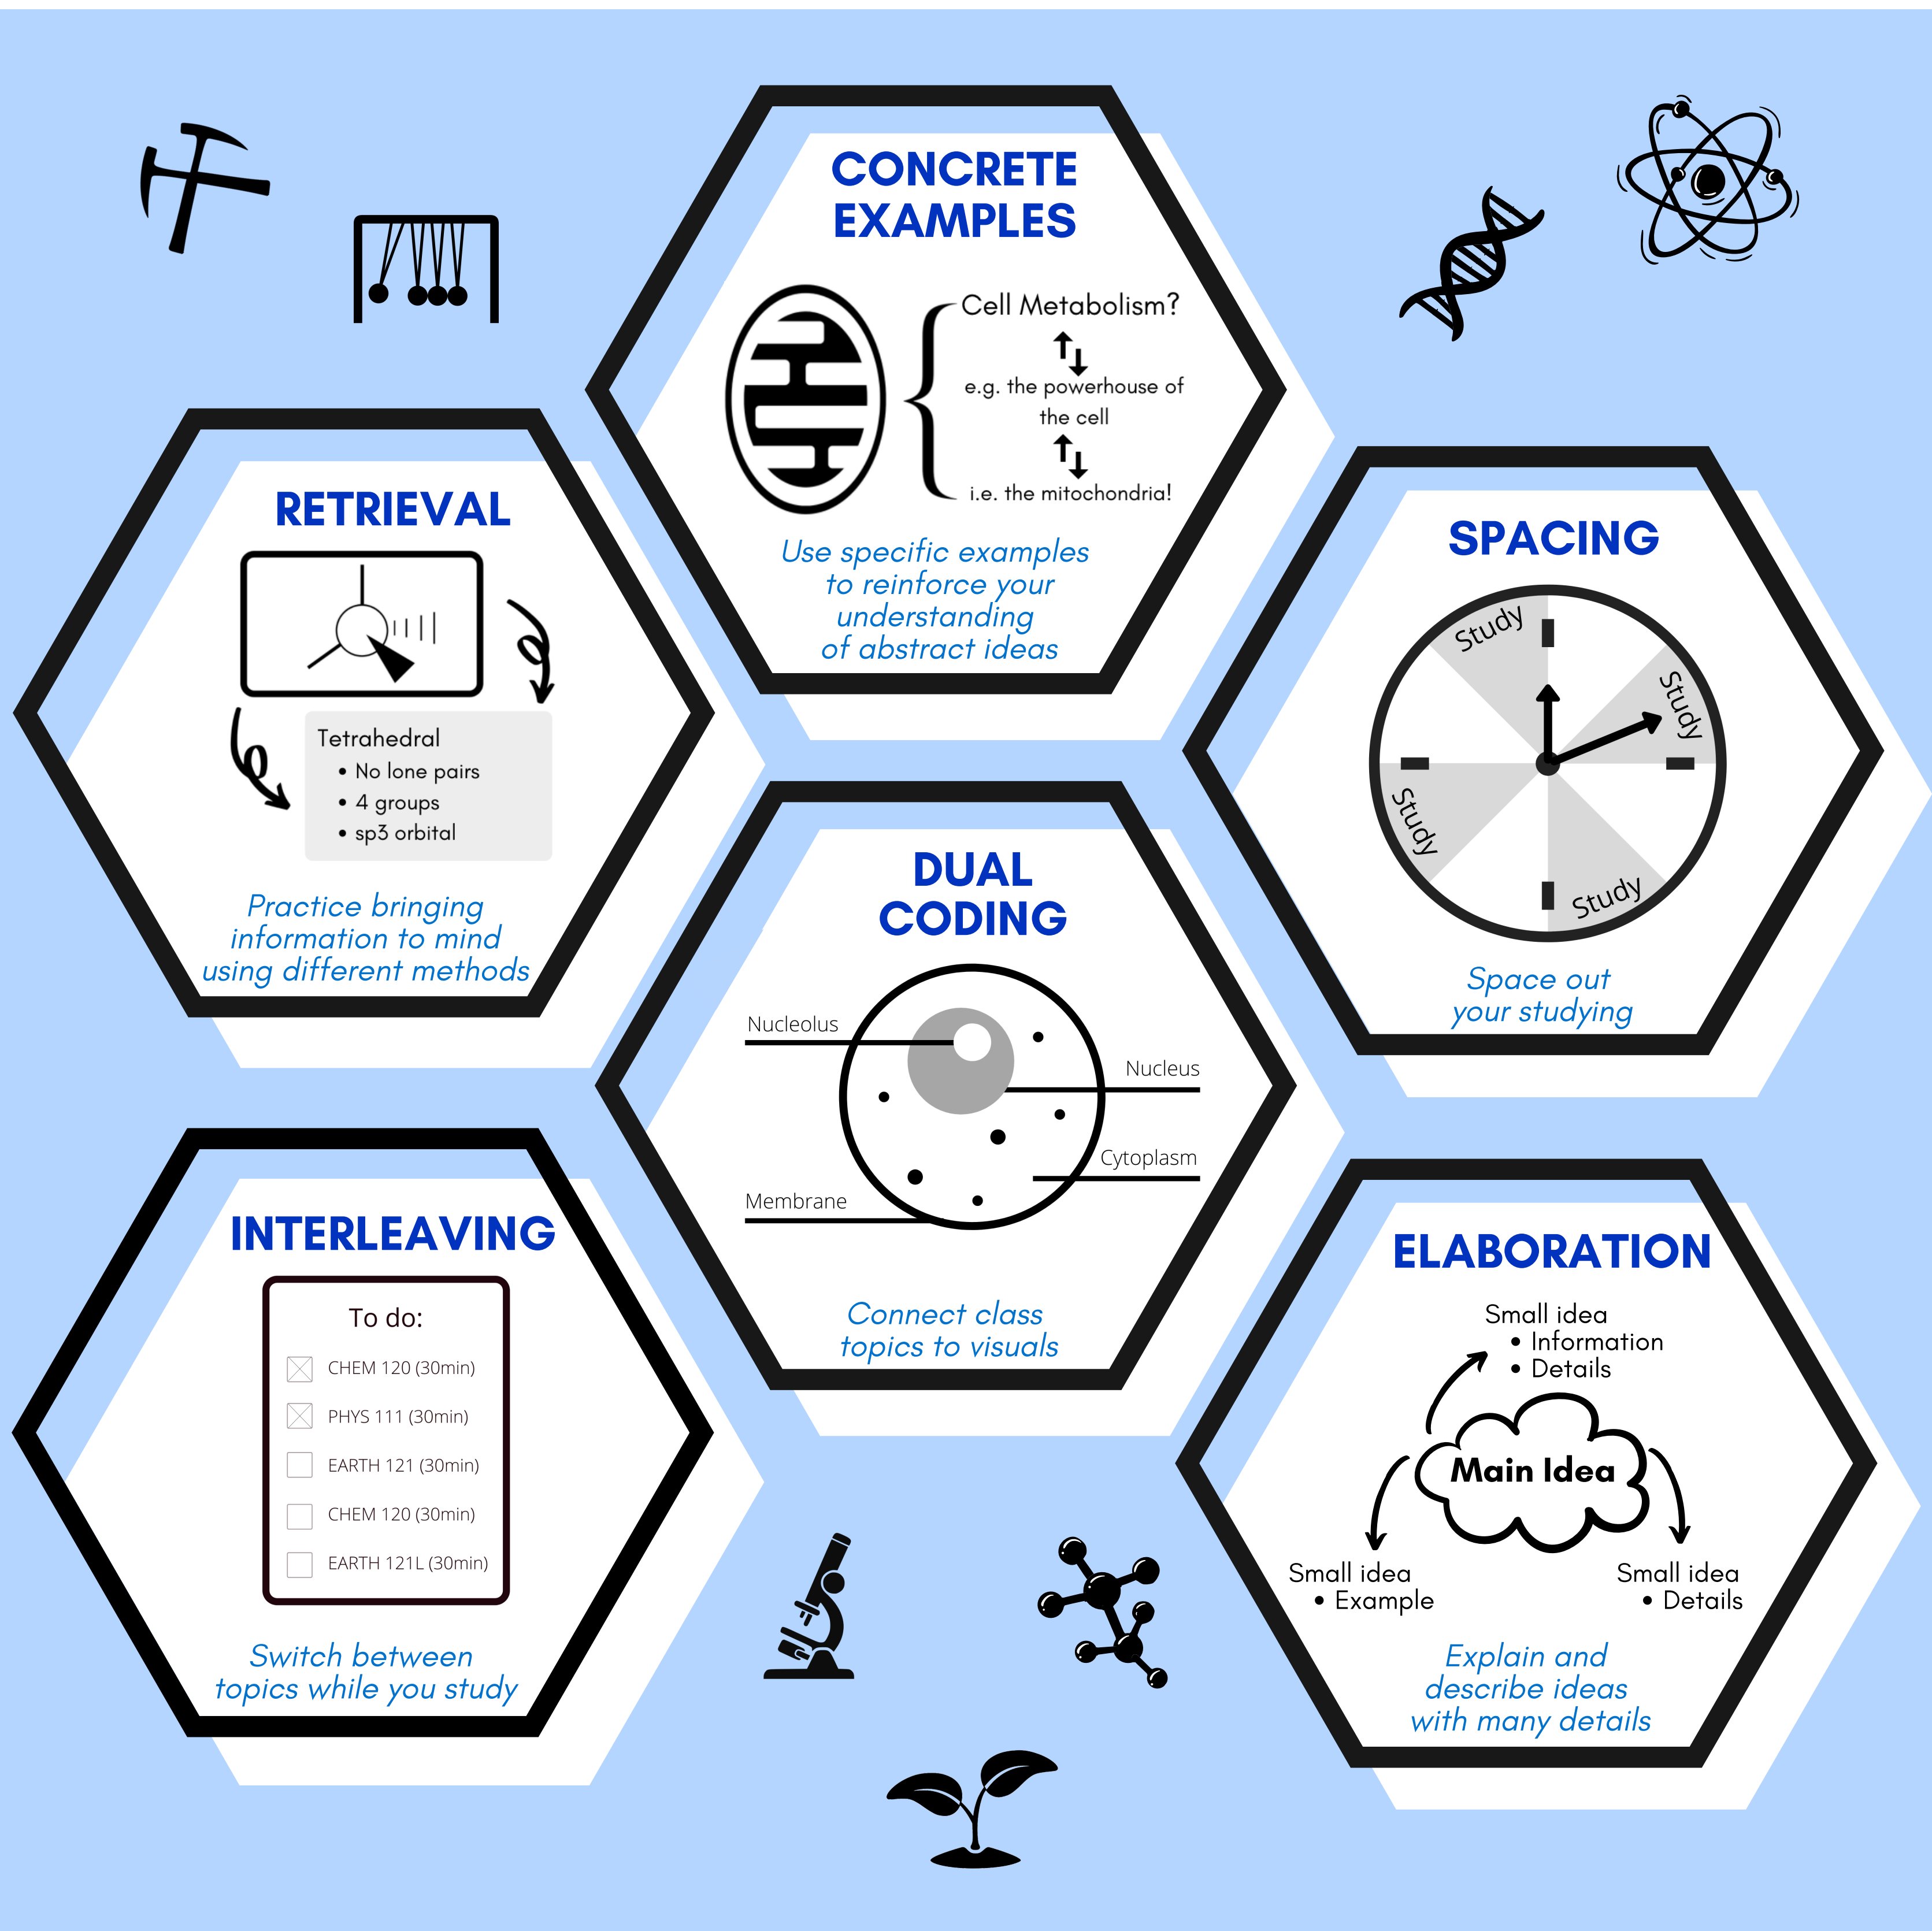 CONCRETE
EXAMPLES
Cell Metabolism?
e.g. the powerhouse of
the cell
i.e. the mitochondria!
Use specific examples
to reinforce your
understanding
of abstract ideas
RETRIEVAL
Tetrahedral
• No lone pairs
• 4 groups
• sp3 orbital
Practice bringing
information to mind
using different methods
SPACING
Study
Study
Study
Study
Space out
your studying
DUAL
CODING
Nucleolus
Nucleus
Cytoplasm
Membrane
Connect class
topics to visuals
INTERLEAVING
To do:
CHEM 120 (30min)
PHYS 111 (30min)
EARTH 121 (30min)
CHEM 120 (30min)
EARTH 121L (30min)
Switch between
topics while you study
ELABORATION
Small idea
• Information
• Details
Main Idea
Small idea
• Example
Small idea
• Details
Explain and
describe ideas
with many details